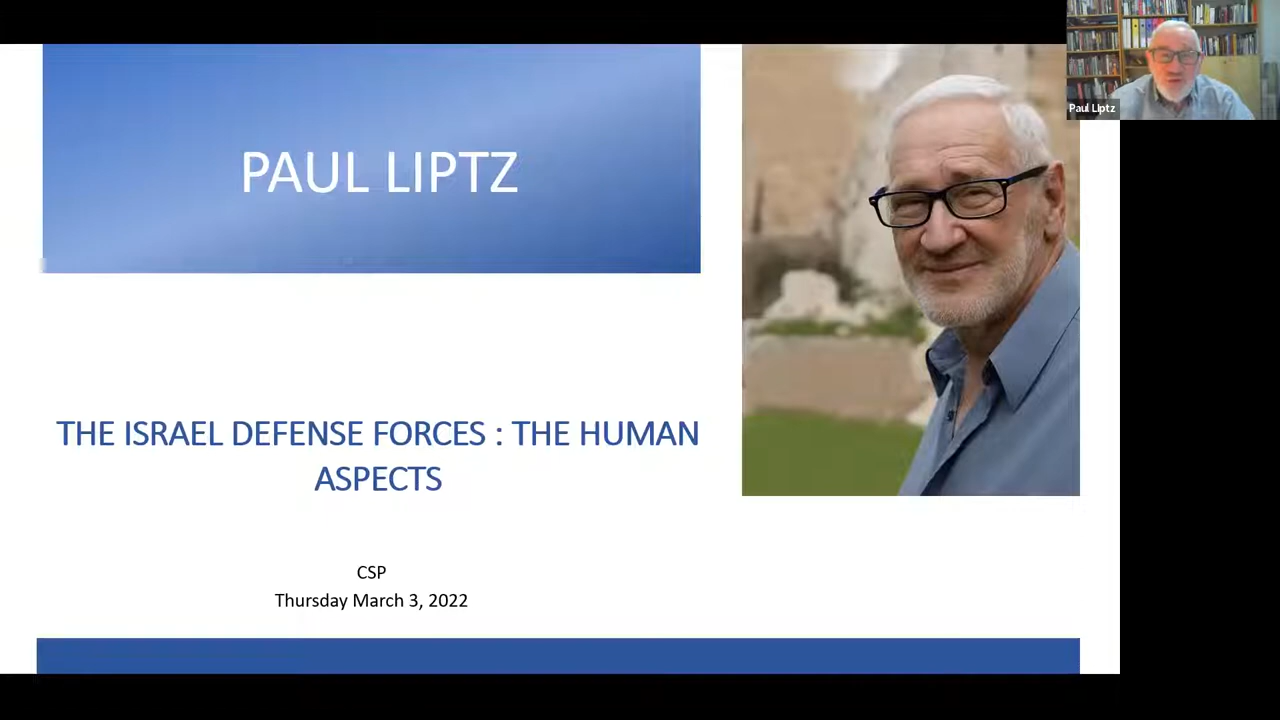 PAUL LIPTZ
THE ISRAEL DEFENSE FORCES : THE HUMAN
ASPECTS
CSP
Thursday March 3, 2022
Paul Liptz